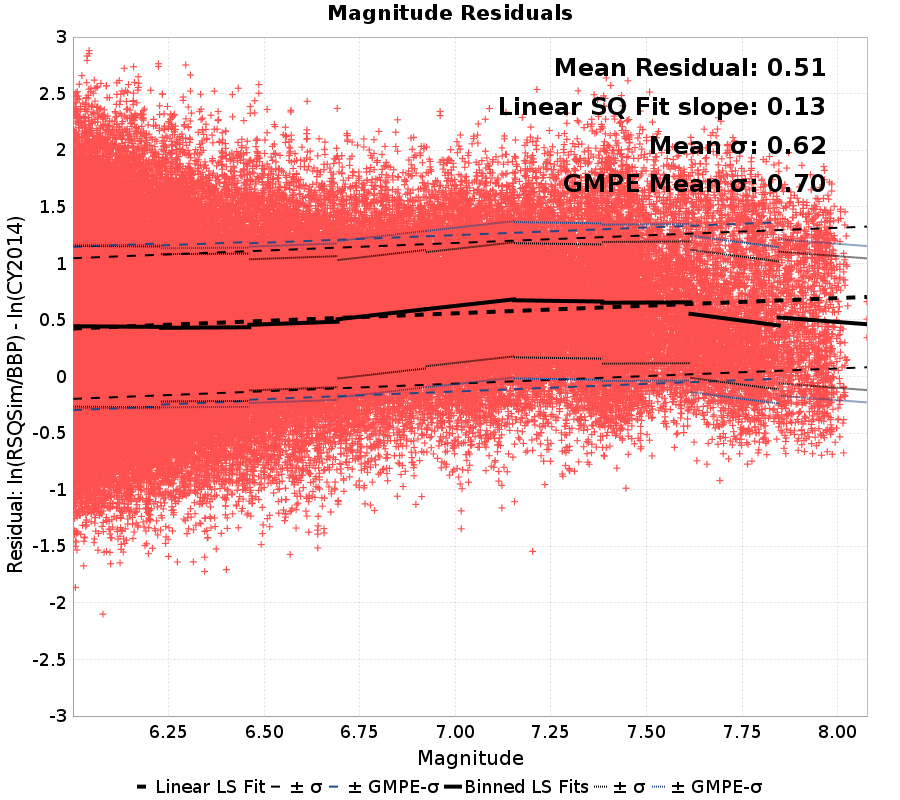 Magnitude Residuals
Mean Residual: 0.51
Linear SQ Fit slope: 0.13
Mean σ: 0.62
GMPE Mean σ: 0.70
Residual: ln(RSQSim/BBP) - ln(CY2014)
3
2.5
2
1.5
1
0.5
0
-0.5
-1
-1.5
-2
-2.5
-3
6.25 6.50 6.75 7.00 7.25 7.50 7.75 8.00
Magnitude
Linear LS Fit ± σ ± GMPE-σ Binned LS Fits ± σ ± GMPE-σ